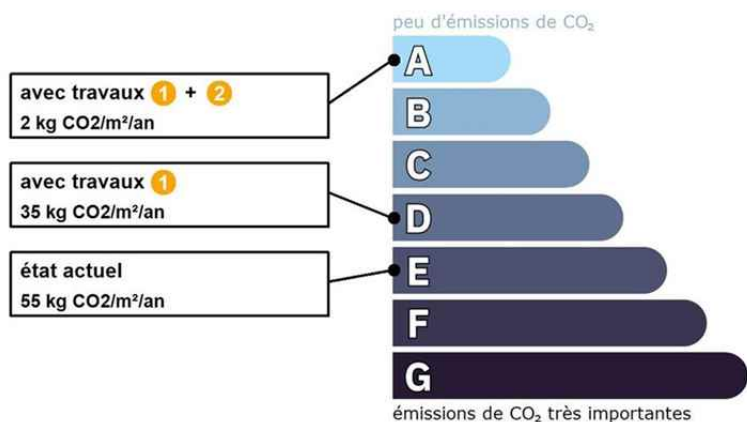 peu d'émissions de CO₂
avec travaux 1 + 2
2 kg CO2/m²/an
avec travaux 1
35 kg CO2/m²/an
état actuel
55 kg CO2/m²/an
A
B
C
D
E
F
G
émissions de CO₂ très importantes